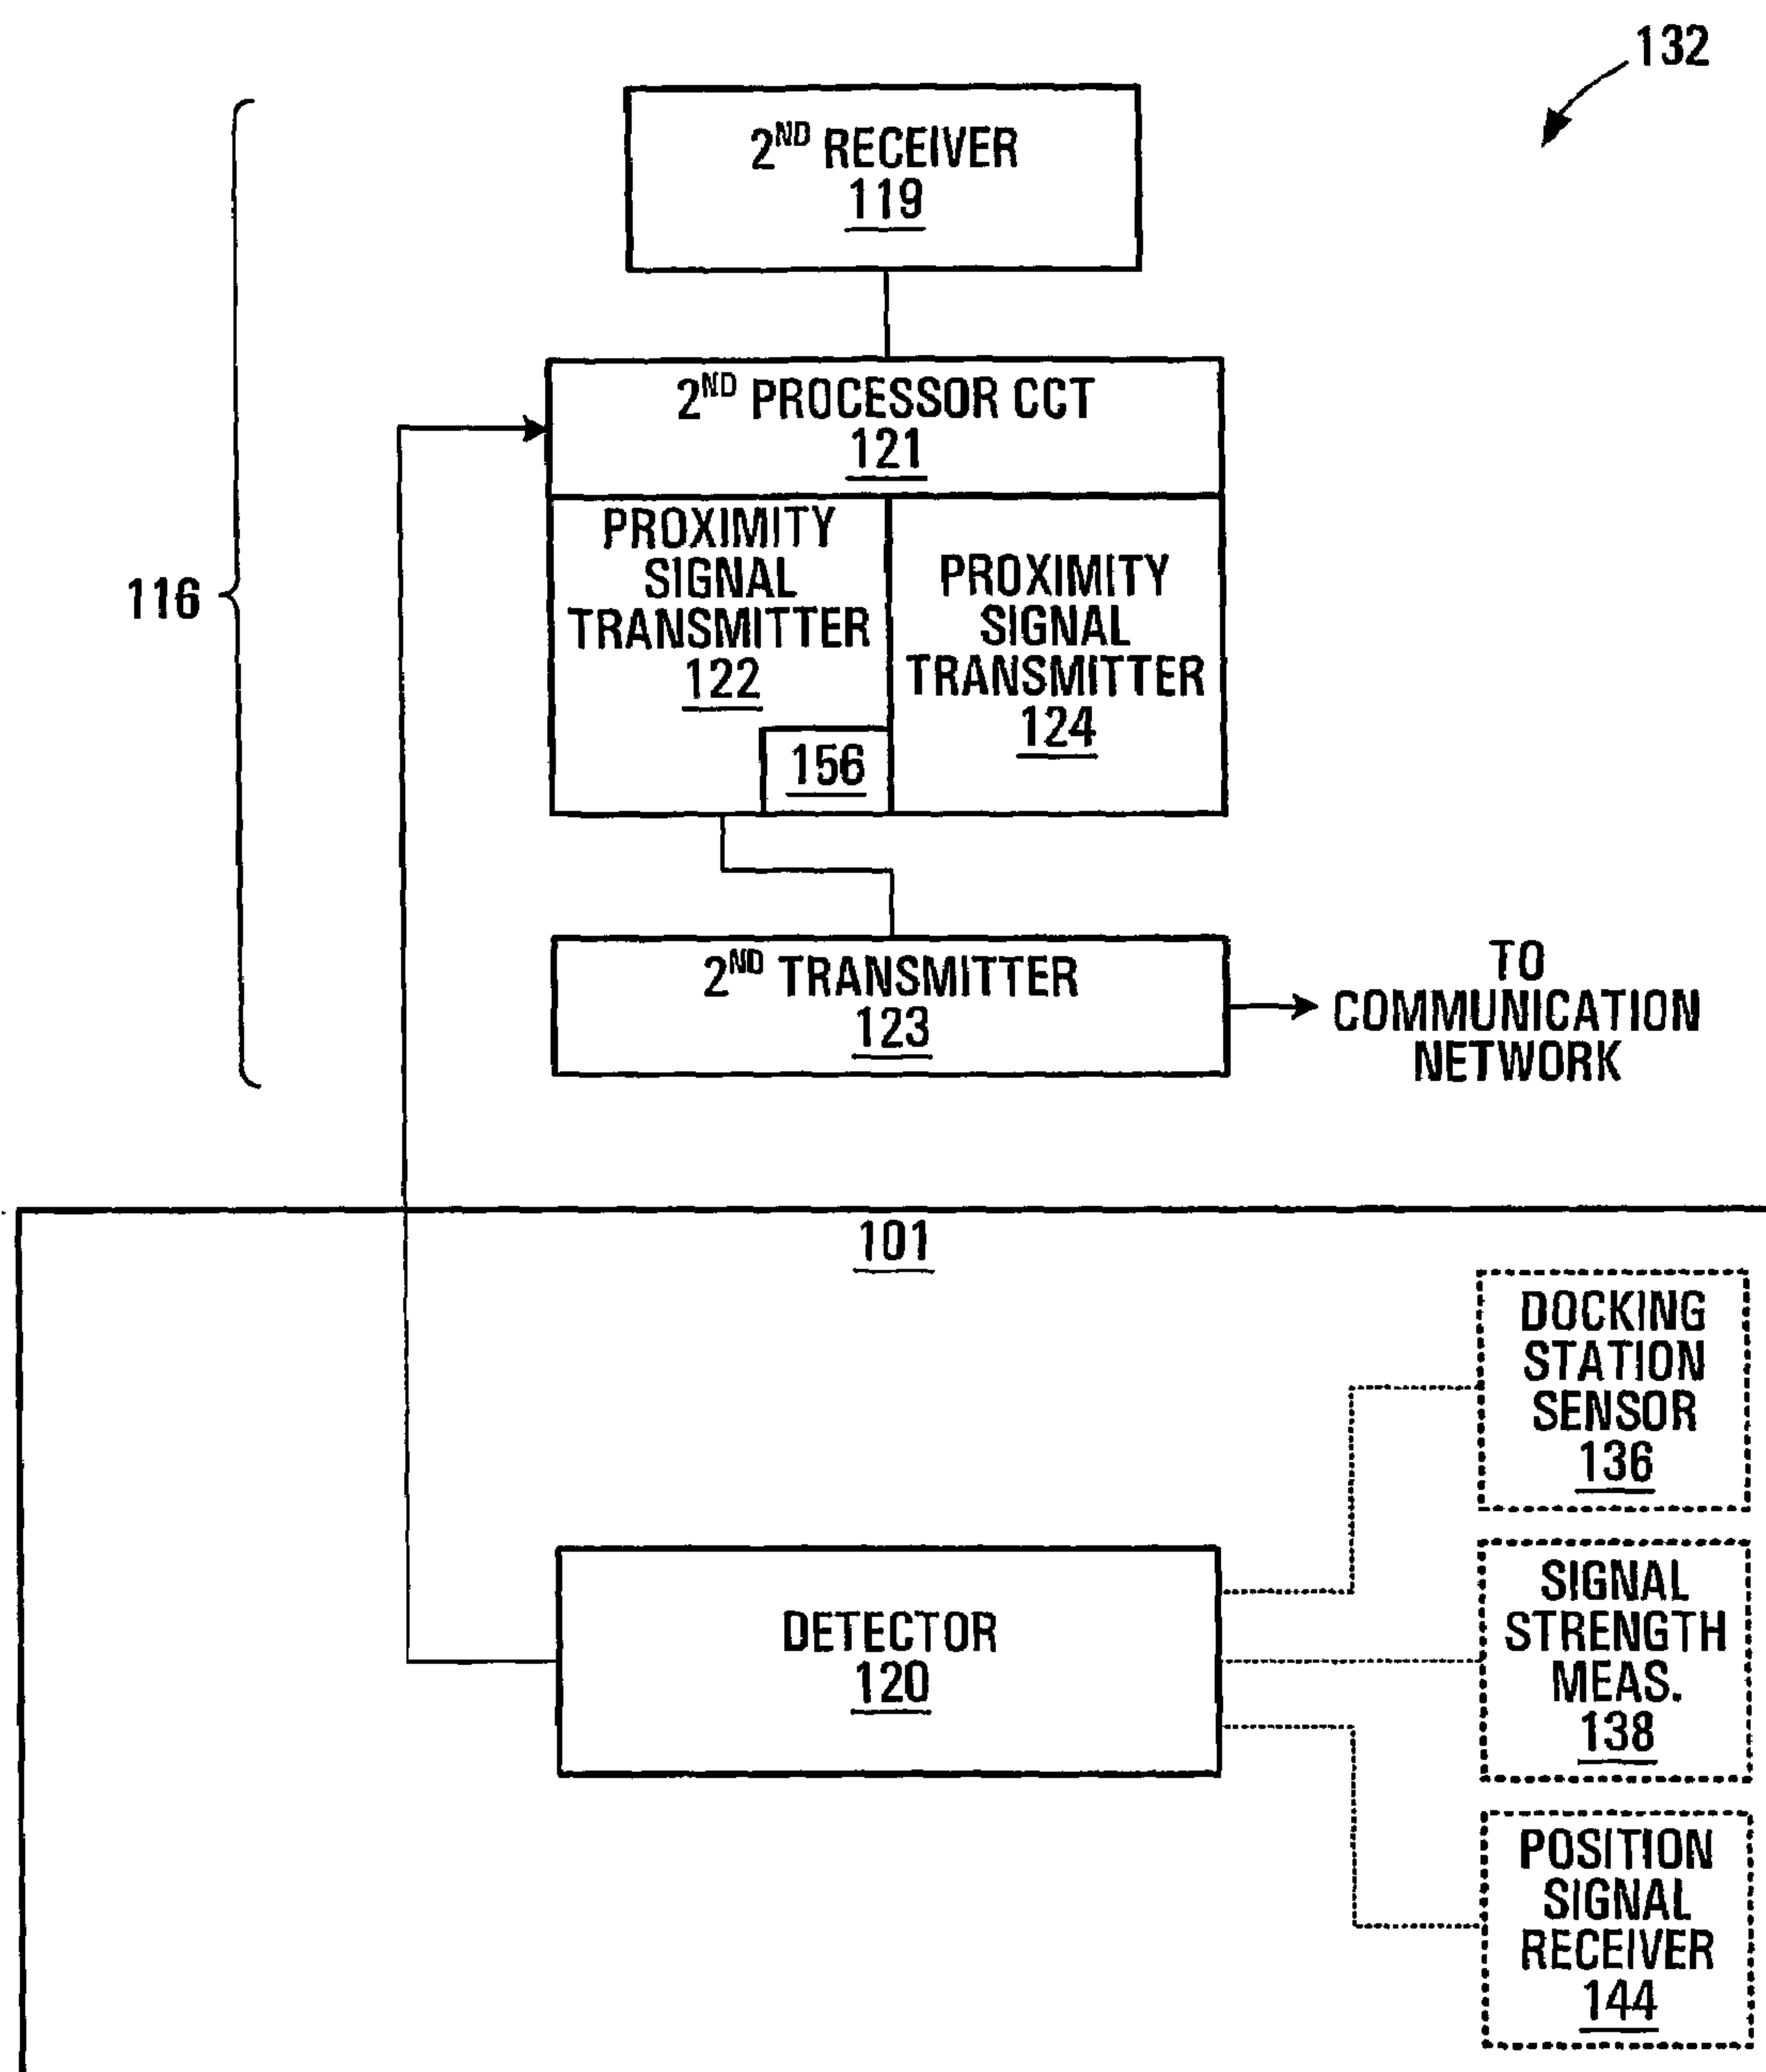 132
2ND RECEIVER
119
2ND PROCESSOR CCT
121
PROXIMITY
SIGNAL
TRANSMITTER
122
156
PROXIMITY
SIGNAL
TRANSMITTER
124
116
2ND TRANSMITTER
123
TO
COMMUNICATION
NETWORK
101
DOCKING
STATION
SENSOR
136
DETECTOR
120
SIGNAL
STRENGTH
MEAS.
138
POSITION
SIGNAL
RECEIVER
144